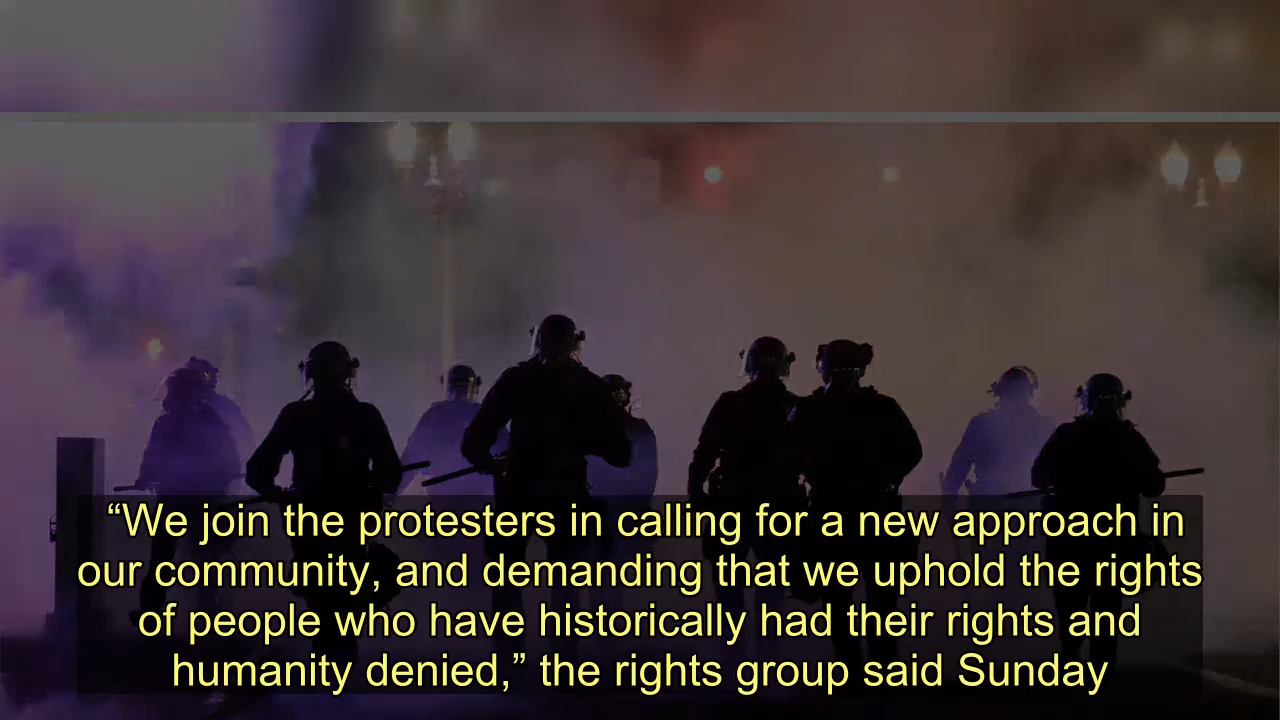 “We join the protesters in calling for a new approach in
our community, and demanding that we uphold the rights
of people who have historically had their rights and
humanity denied,” the rights group said Sunday